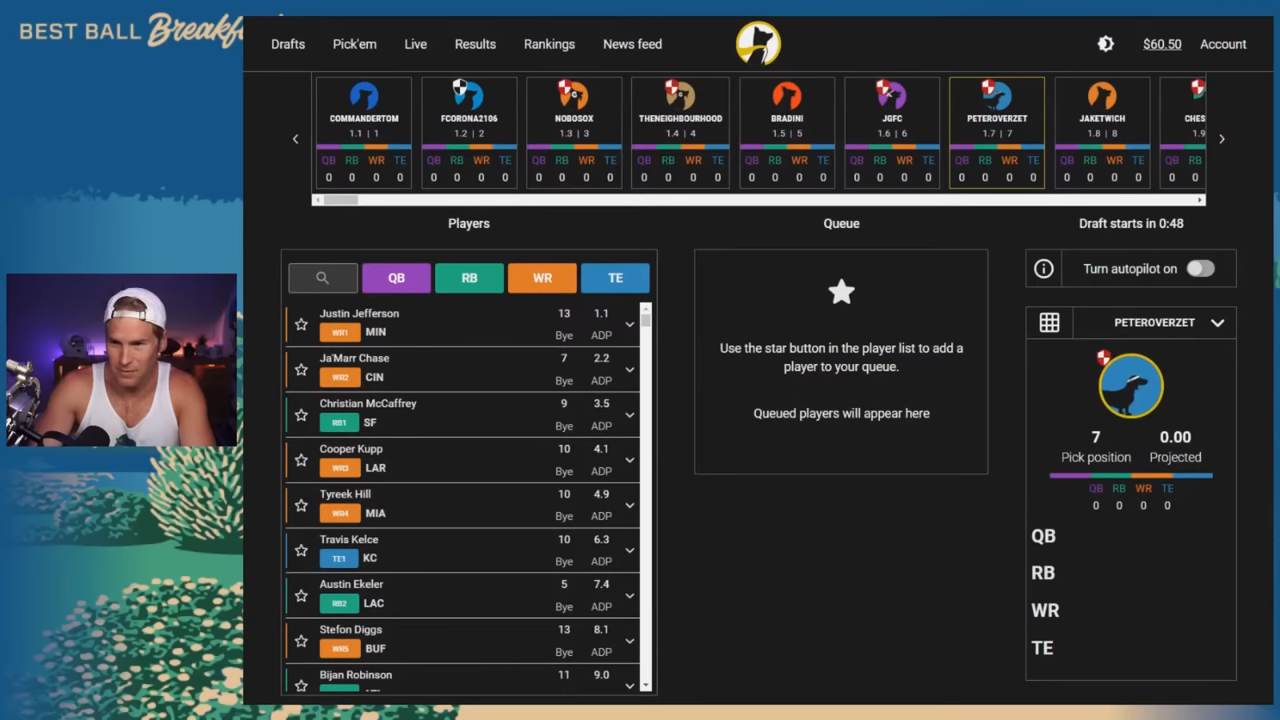 BEST BALL Breakf
Drafts Pick'em Live Results Rankings News feed $60.50 Account
COMMANDERTOM FCORONA2106 NOBOSOX THENEIGHBOURHOOD BRADINI JGFC PETEROVERZET JAKETWICH CHES
1.1 | 1 1.2 | 2 1.3 | 3 1.4 | 4 1.5 | 5 1.6 | 6 1.7 | 7 1.8 | 8 1.9
QB RB WR TE QB RB WR TE QB RB WR TE QB RB WR TE QB RB WR TE QB RB WR TE QB RB WR TE QB RB WR TE QB RB
0 0 0 0 0 0 0 0 0 0 0 0 0 0 0 0 0 0 0 0 0 0 0 0 0 0 0 0 0 0 0 0 0 0
Players Queue Draft starts in 0:48
QB RB WR TE
Justin Jefferson 13 1.1
WR1 MIN Bye ADP
Ja'Marr Chase 7 2.2
WR2 CIN Bye ADP
Christian McCaffrey 9 3.5
RB1 SF Bye ADP
Cooper Kupp 10 4.1
WR3 LAR Bye ADP
Tyreek Hill 10 4.9
WR4 MIA Bye ADP
Travis Kelce 10 6.3
TE1 KC Bye ADP
Austin Ekeler 5 7.4
RB2 LAC Bye ADP
Stefon Diggs 13 8.1
WR5 BUF Bye ADP
Bijan Robinson 11 9.0
Use the star button in the player list to add a
player to your queue.
Queued players will appear here
Turn autopilot on
PETEROVERZET
7 0.00
Pick position Projected
QB RB WR TE
0 0 0 0
QB
RB
WR
TE